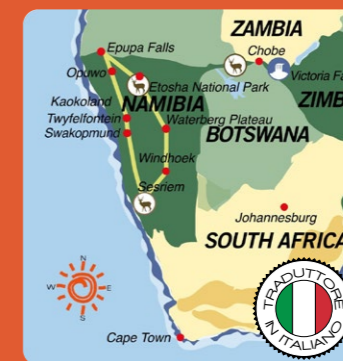 ZAMBIA
Epupa Falls
Chobe
Opuwo
Victoria Fa
Etosha National Park
Kaokoland
NAMIBIA
ZIMB
Twyfelfontein
Waterberg Plateau
Swakopmund
BOTSWANA
Windhoek
Sesriem
Johannesburg
SOUTH AFRICA
N
W
E
S
TRADUTTORE
IN ITALIANO
Cape Town